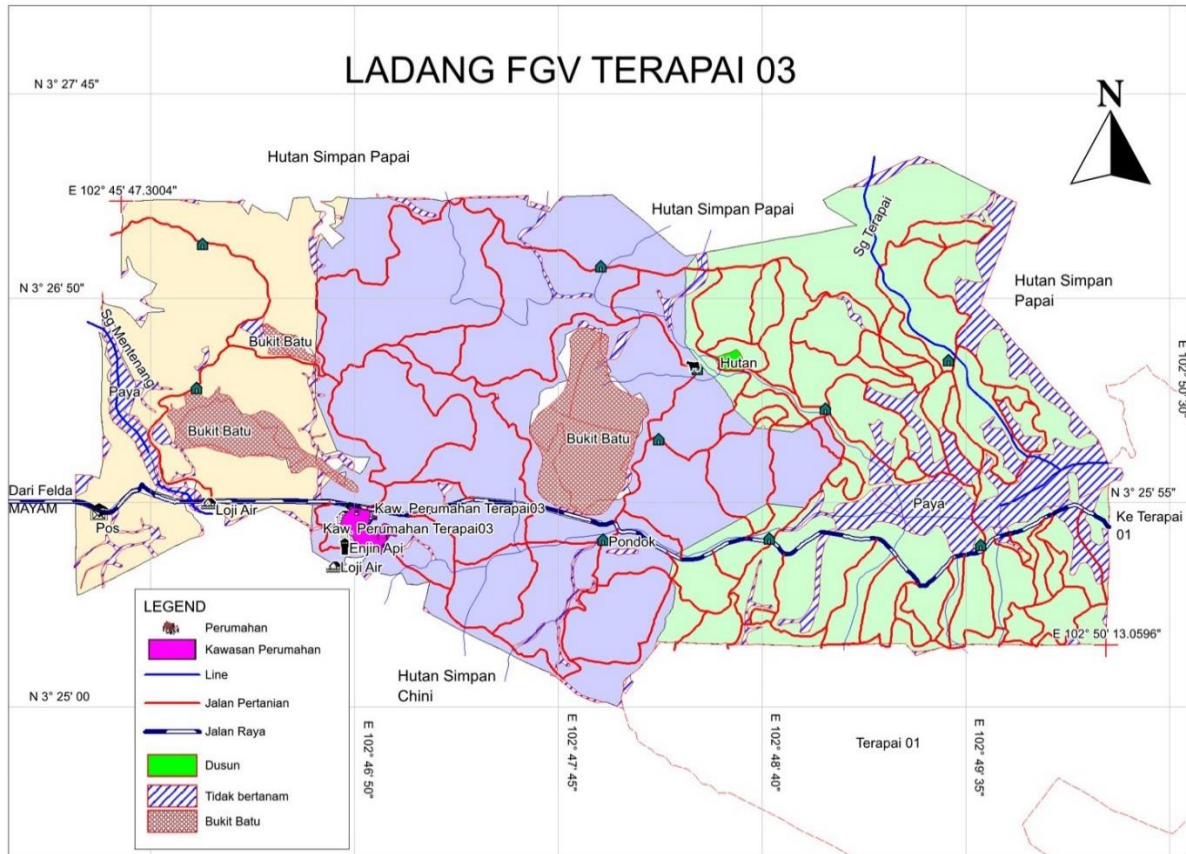 LADANG FGV TERAPAI 03
N 3° 27' 45"
N
Hutan Simpan Papai
E 102° 45' 47.3004"
Hutan Simpan Papai
Sg Terapai
Hutan Simpan
Papai
N 3° 26' 50"
Sg Mentenang
Bukit Batu
Hutan
E 102° 50' 30"
Paya
Bukit Batu
Bukit Batu
Dari Felda
MAYAM
Pos
Loji Air
Kaw. Perumahan Terapai03
Kaw. Perumahan Terapai03
Enjin Api
Loji Air
Pondok
Paya
N 3° 25' 55"
Ke Terapai
01
E 102° 50' 13.0596"
LEGEND
Perumahan
Kawasan Perumahan
Line
Jalan Pertanian
Jalan Raya
Dusun
Tidak bertanam
Bukit Batu
N 3° 25' 00
Hutan Simpan
Chini
Terapai 01
E 102° 46' 50"
E 102° 47' 45"
E 102° 48' 40"
E 102° 49' 35"